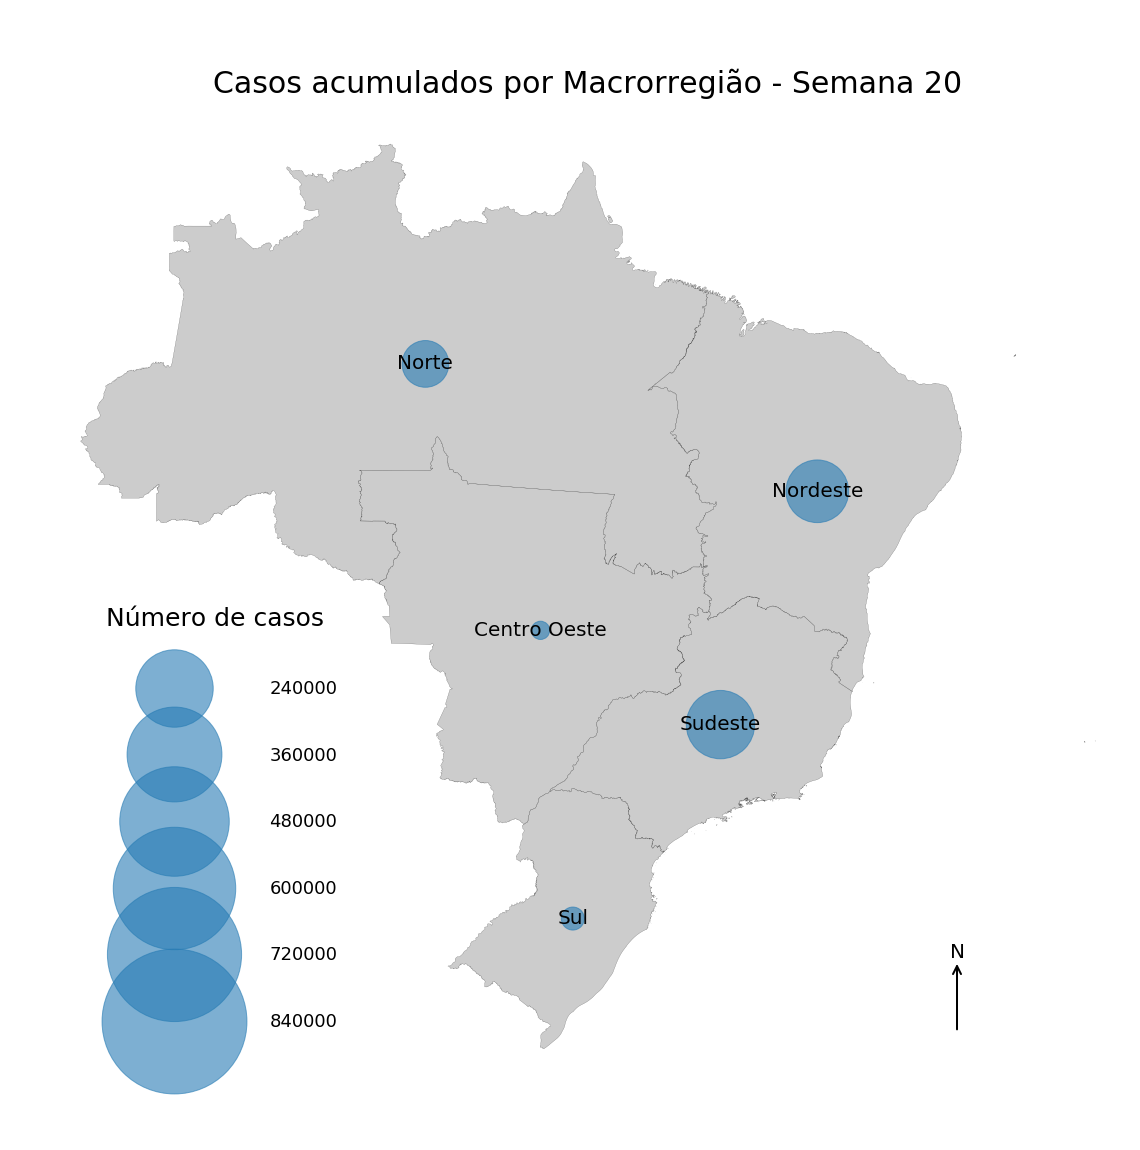 Casos acumulados por Macrorregião - Semana 20
Norte
Nordeste
Centro Oeste
Sudeste
Sul
Número de casos
240000
360000
480000
600000
720000
840000
N